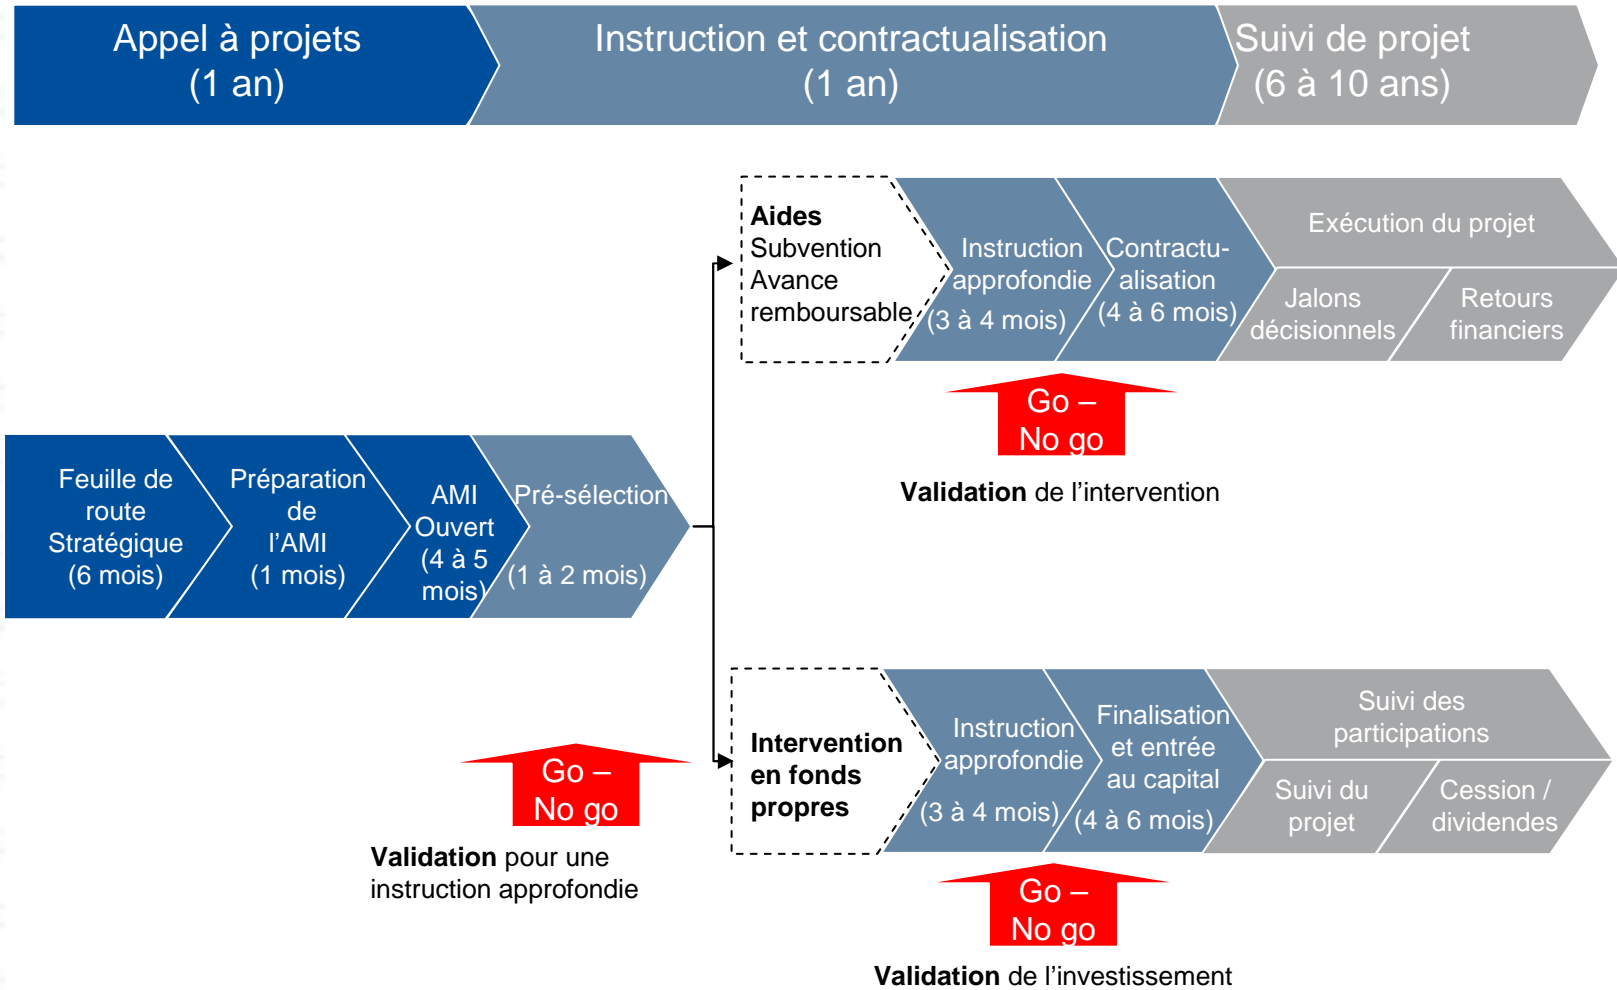 Appel à projets
(1 an)
Instruction et contractualisation
(1 an)
Suivi de projet
(6 à 10 ans)
Aides
Subvention
Avance
remboursable
Instruction
approfondie
(3 à 4 mois)
Contractu-
alisation
(4 à 6 mois)
Exécution du projet
Jalons
décisionnels
Retours
financiers
Go –
No go
Validation de l’intervention
Feuille de
route
Stratégique
(6 mois)
Préparation
de
l’AMI
(1 mois)
AMI
Ouvert
(4 à 5
mois)
Pré-sélection
(1 à 2 mois)
Go –
No go
Validation pour une
instruction approfondie
Intervention
en fonds
propres
Instruction
approfondie
(3 à 4 mois)
Finalisation
et entrée
au capital
(4 à 6 mois)
Suivi des
participations
Suivi du
projet
Cession /
dividendes
Go –
No go
Validation de l’investissement